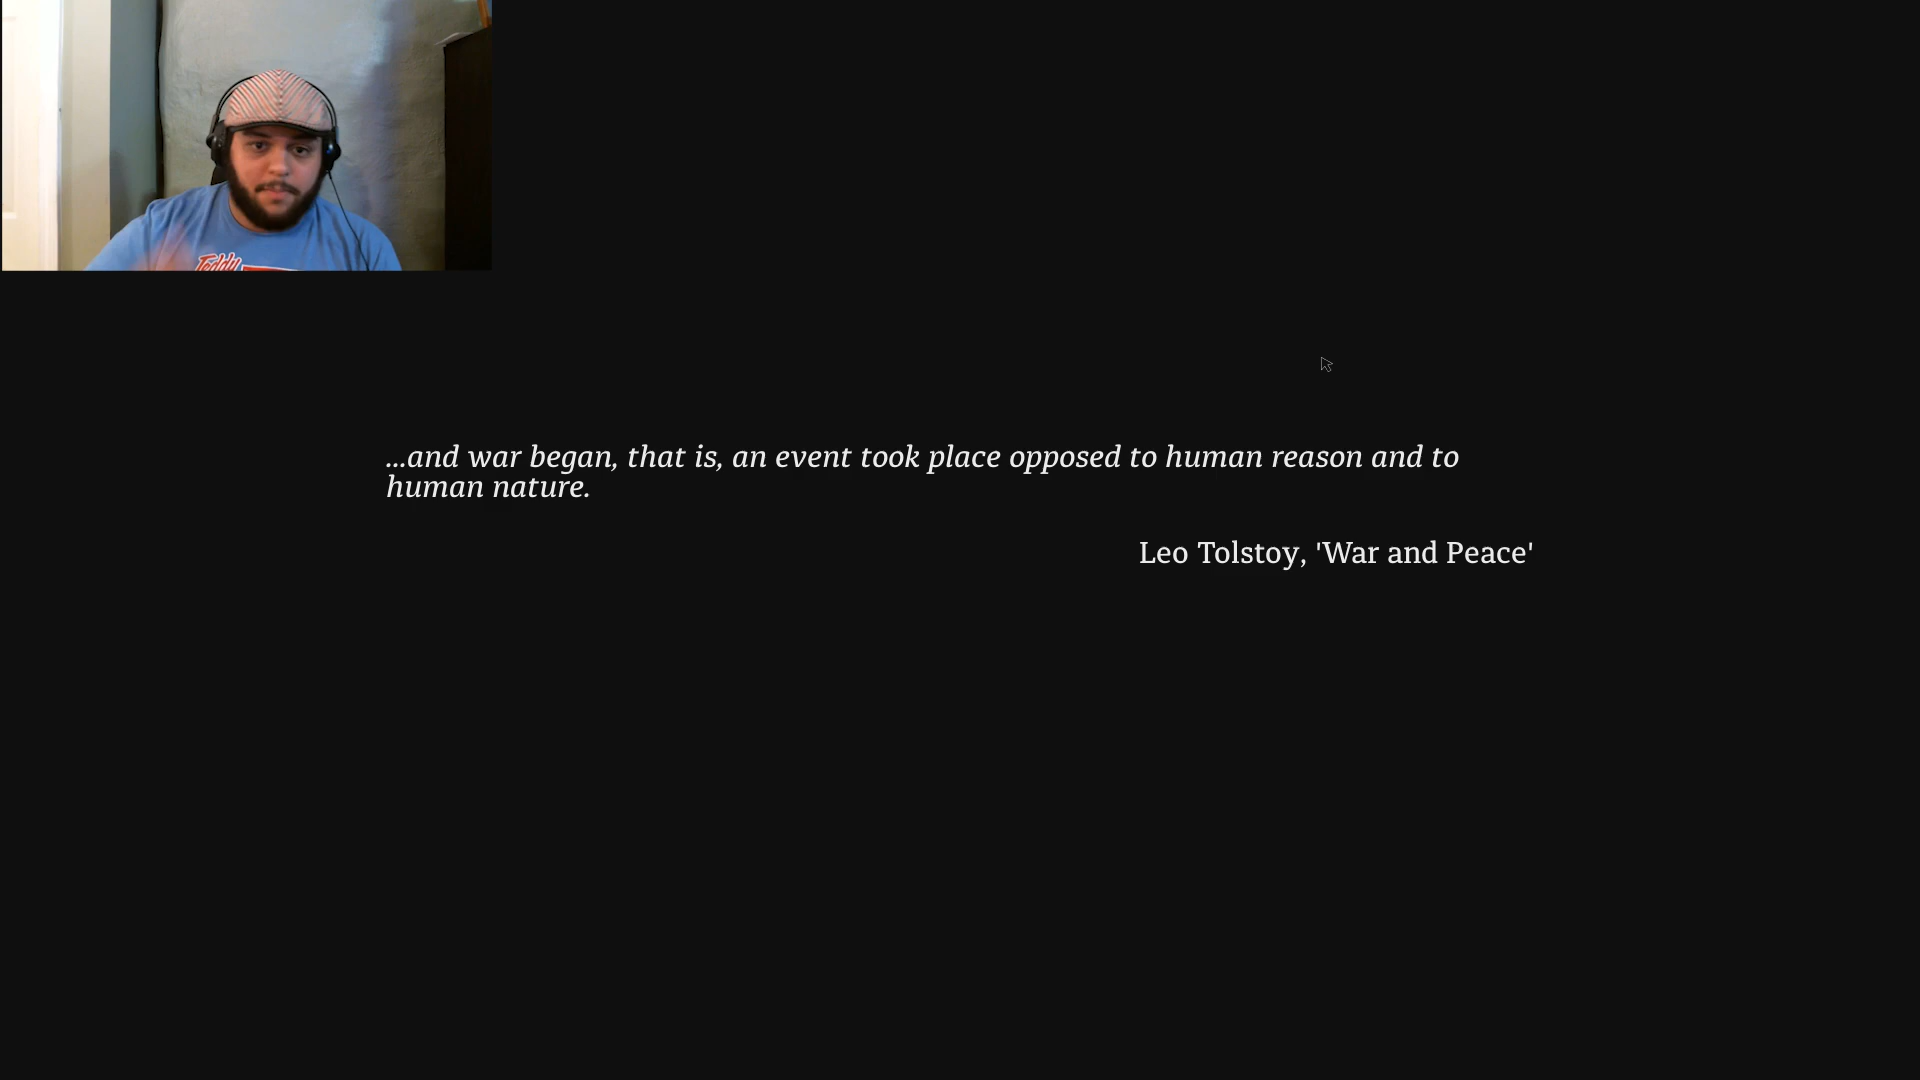 Teddy
...and war began, that is, an event took place opposed to human reason and to
human nature.
Leo Tolstoy, 'War and Peace'